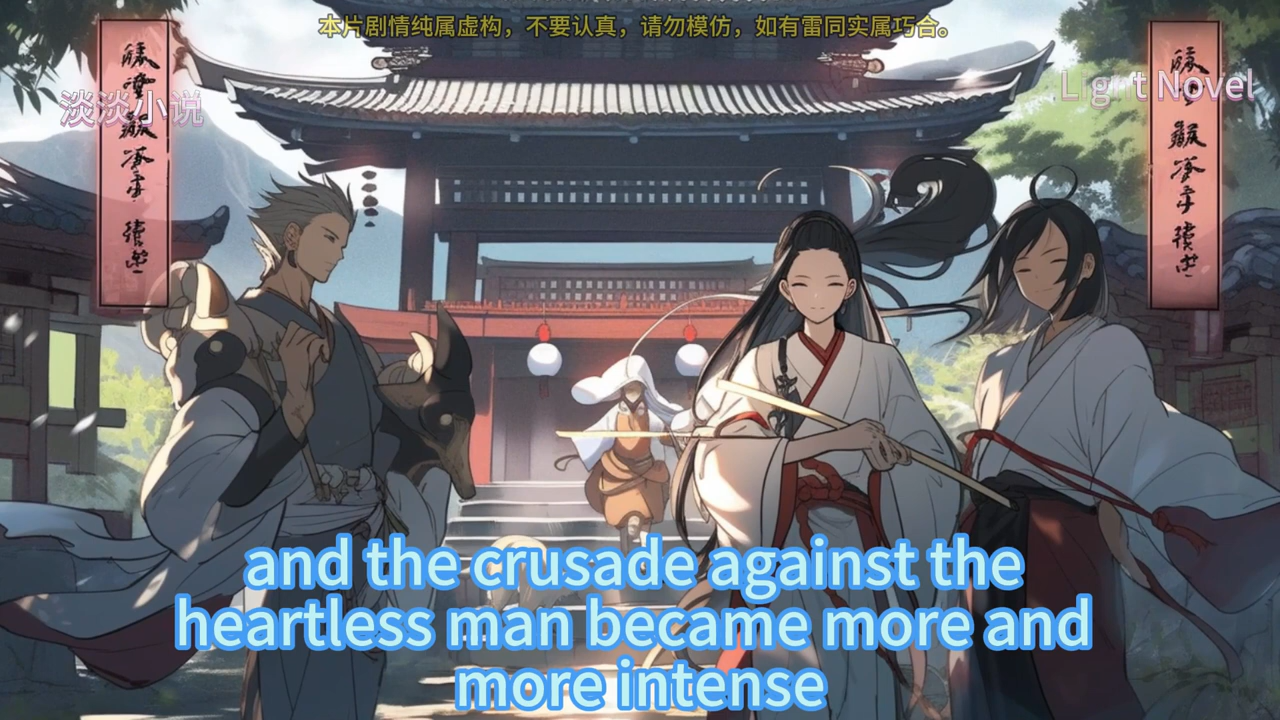 本片剧情纯属虚构，不要认真，请勿模仿，如有雷同实属巧合。
淡淡小说
Light Novel
and the crusade against the
heartless man became more and
more intense